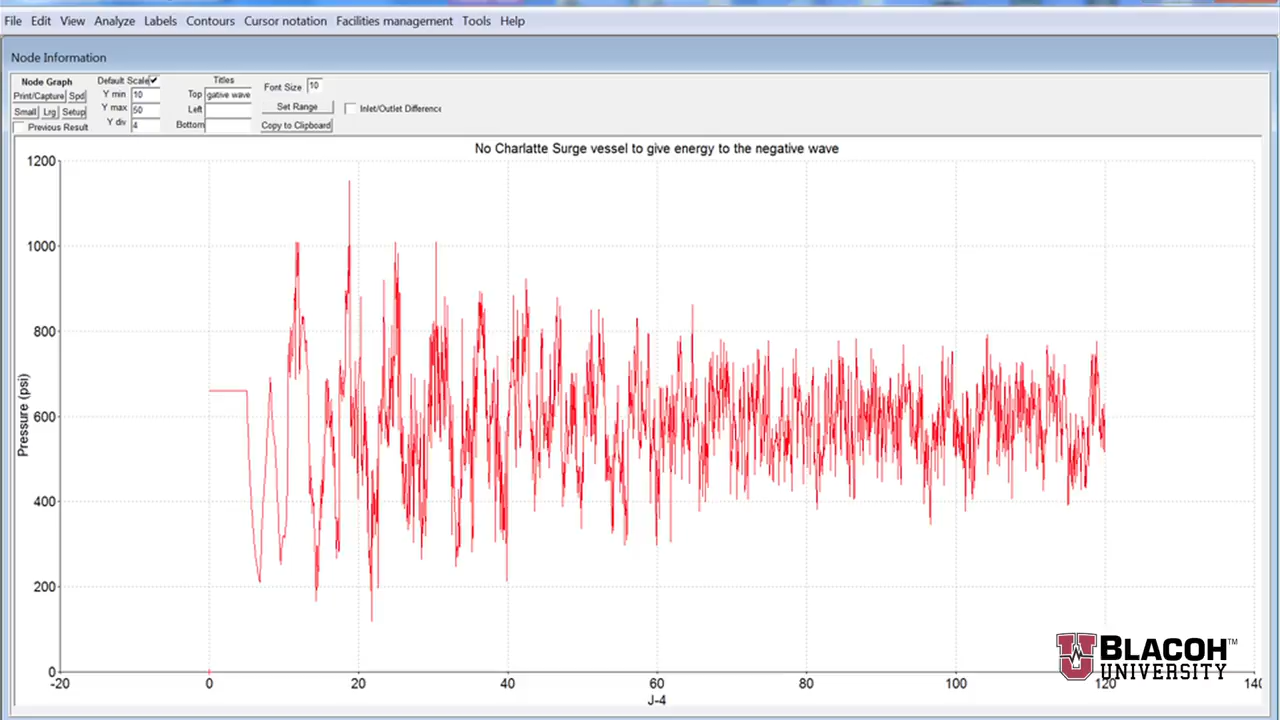 File Edit View Analyze Labels Contours Cursor notation Facilities management Tools Help
Node Information
Node Graph Default Scale Titles Font Size 10
Print/Capture Spd Y min 10 Top gative wave
Small Lrg Setup Y max 50 Left Set Range Inlet/Outlet Difference
Previous Result Y div 4 Bottom Copy to Clipboard
No Charlatte Surge vessel to give energy to the negative wave
1200
1000
800
600
400
200
0
Pressure (psi)
-20 0 20 40 60 80 100 120 140
J-4
BLACOH™
UNIVERSITY